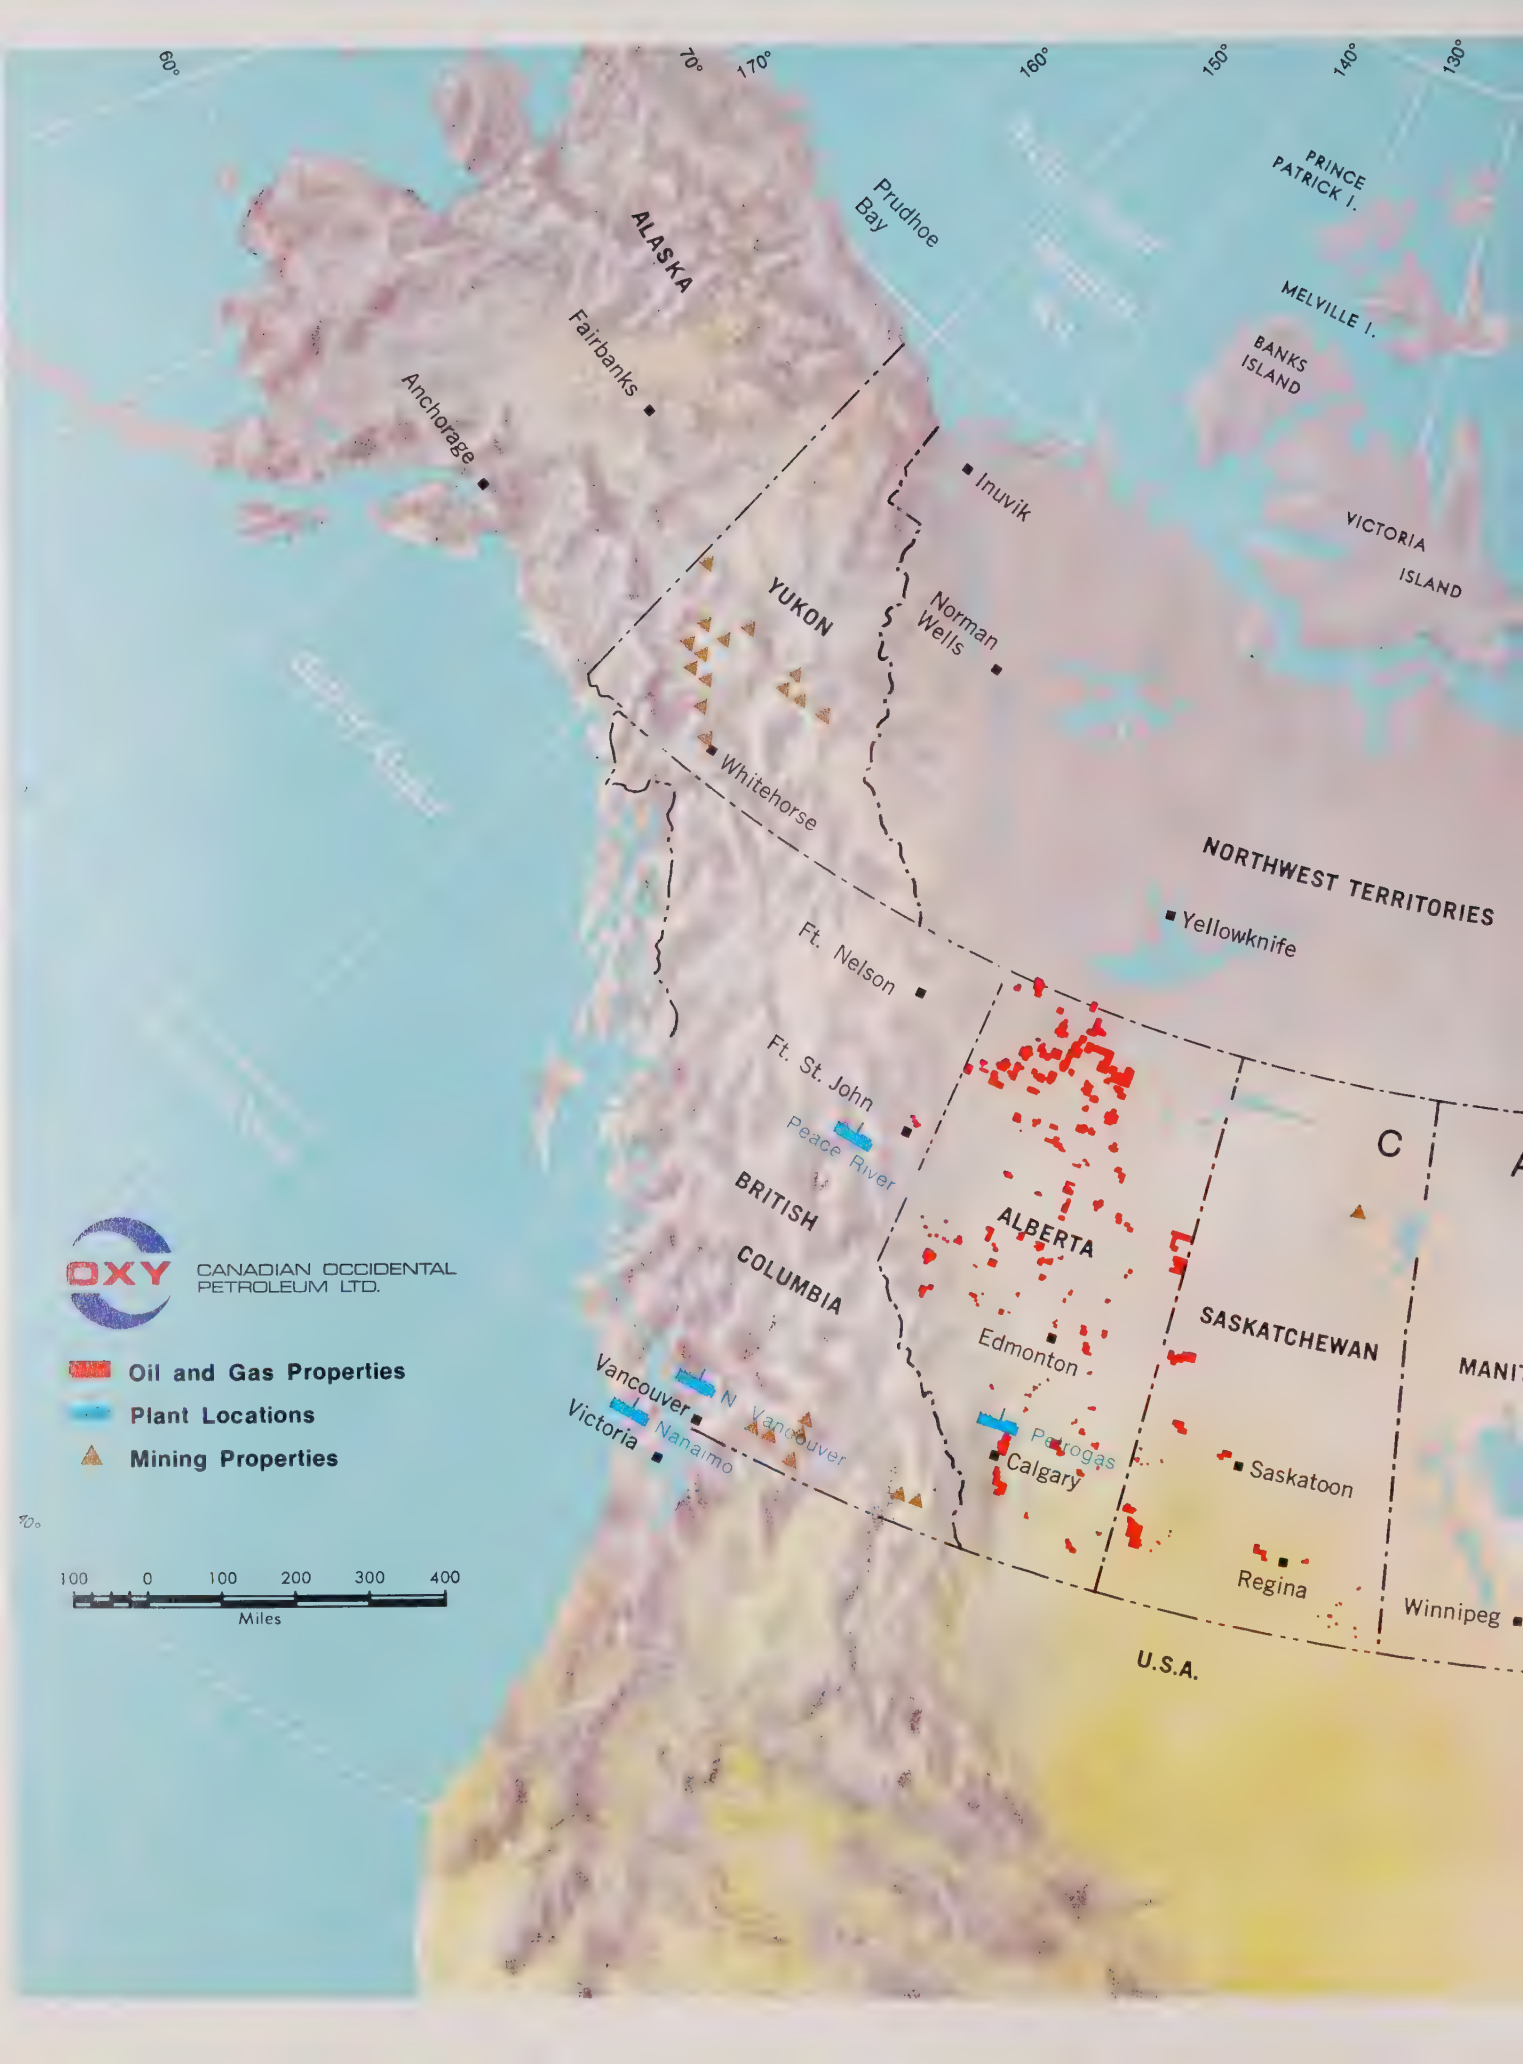 60°
70°
170°
160°
150°
140°
130°
PRINCE
PATRICK I.
Prudhoe
Bay
ALASKA
MELVILLE I.
BANKS
ISLAND
Fairbanks
Anchorage
Inuvik
VICTORIA
ISLAND
YUKON
Norman
Wells
Whitehorse
NORTHWEST TERRITORIES
Yellowknife
Ft. Nelson
Ft. St. John
Peace River
C
BRITISH
COLUMBIA
ALBERTA
OXY
CANADIAN OCCIDENTAL
PETROLEUM LTD.
SASKATCHEWAN
MANIT
Edmonton
Oil and Gas Properties
Plant Locations
Mining Properties
Vancouver
N Vancouver
Victoria
Nanaimo
Petrogas
Calgary
Saskatoon
Regina
Winnipeg
100 0 100 200 300 400
Miles
U.S.A.